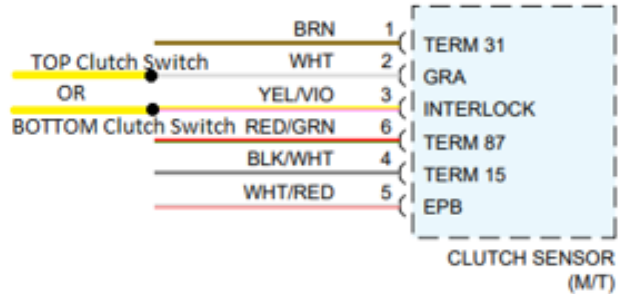 BRN 1 TERM 31
TOP Clutch Switch WHT 2 GRA
OR YEL/VIO 3 INTERLOCK
BOTTOM Clutch Switch RED/GRN 6 TERM 87
BLK/WHT 4 TERM 15
WHT/RED 5 EPB
CLUTCH SENSOR
(M/T)